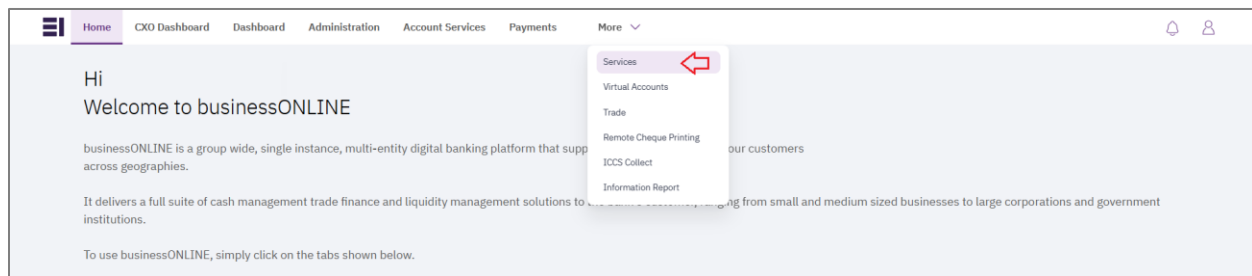 EI Home CXO Dashboard Dashboard Administration Account Services Payments More
Services
Virtual Accounts
Trade
Remote Cheque Printing
ICCS Collect
Information Report
Hi
Welcome to businessONLINE
businessONLINE is a group wide, single instance, multi-entity digital banking platform that our customers
across geographies.
It delivers a full suite of cash management trade finance and liquidity management solutions to ranging from small and medium sized businesses to large corporations and government
institutions.
To use businessONLINE, simply click on the tabs shown below.